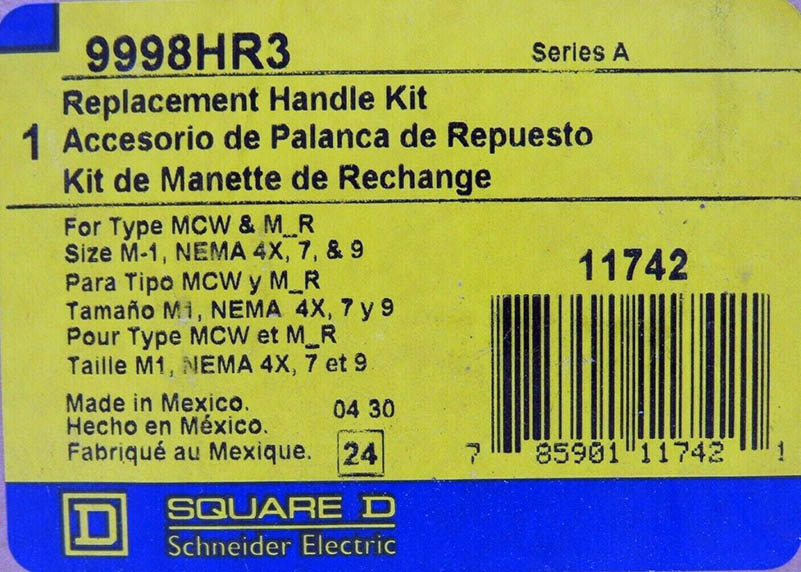 9998HR3 Series A
Replacement Handle Kit
1 Accesorio de Palanca de Repuesto
Kit de Manette de Rechange
For Type MCW & M_R
Size M-1, NEMA 4X, 7, & 9
Para Tipo MCW y M_R
Tamaño M1, NEMA 4X, 7 y 9
Pour Type MCW et M_R
Taille M1, NEMA 4X, 7 et 9
11742
Made in Mexico. 04 30
Hecho en México.
Fabriqué au Mexique. 24
7 85901 11742 1
D SQUARE D
Schneider Electric